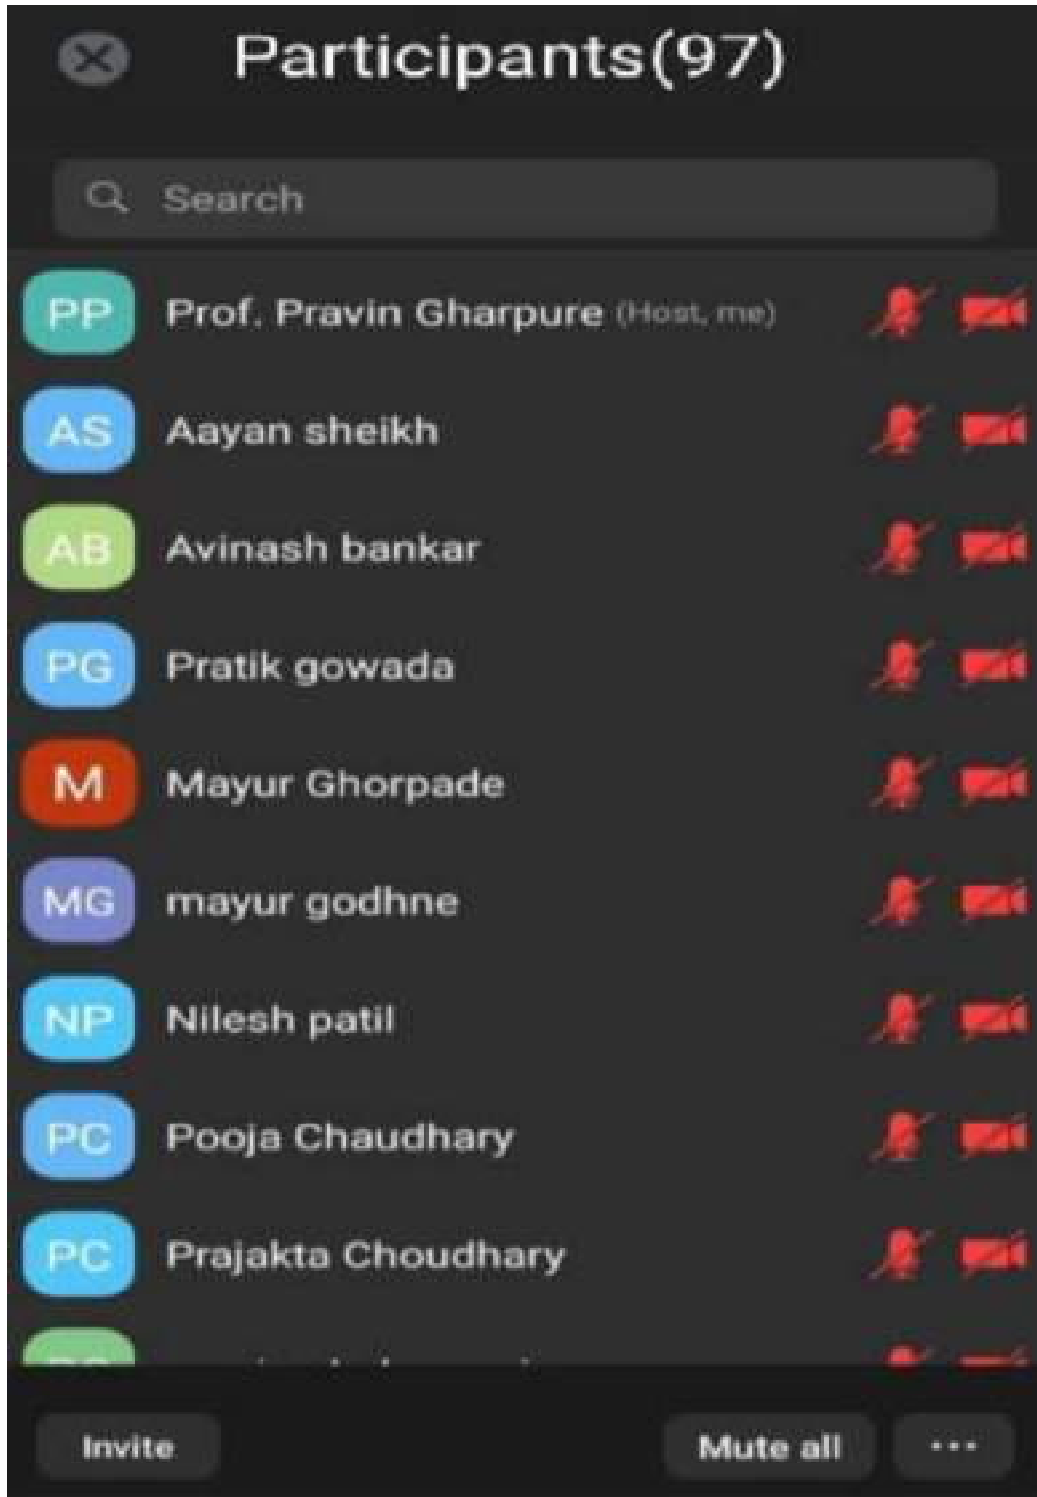 Participants(97)
Search
PP Prof. Pravin Gharpure (Host, me)
AS Aayan sheikh
AB Avinash bankar
PG Pratik gowada
M Mayur Ghorpade
MG mayur godhne
NP Nilesh patil
PC Pooja Chaudhary
PC Prajakta Choudhary
Invite Mute all ...